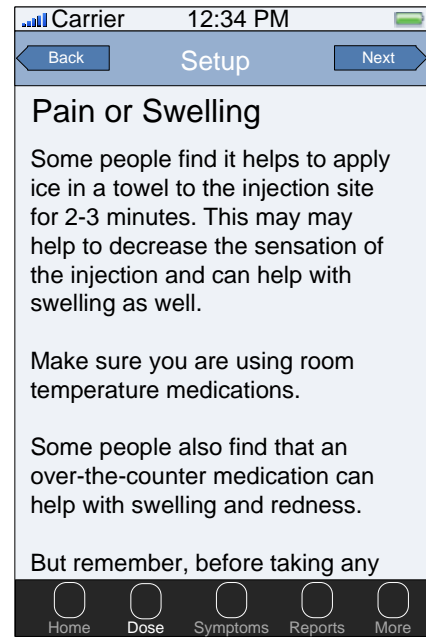 Carrier 12:34 PM
Back Setup Next
Pain or Swelling
Some people find it helps to apply
ice in a towel to the injection site
for 2-3 minutes. This may may
help to decrease the sensation of
the injection and can help with
swelling as well.
Make sure you are using room
temperature medications.
Some people also find that an
over-the-counter medication can
help with swelling and redness.
But remember, before taking any
Home Dose Symptoms Reports More